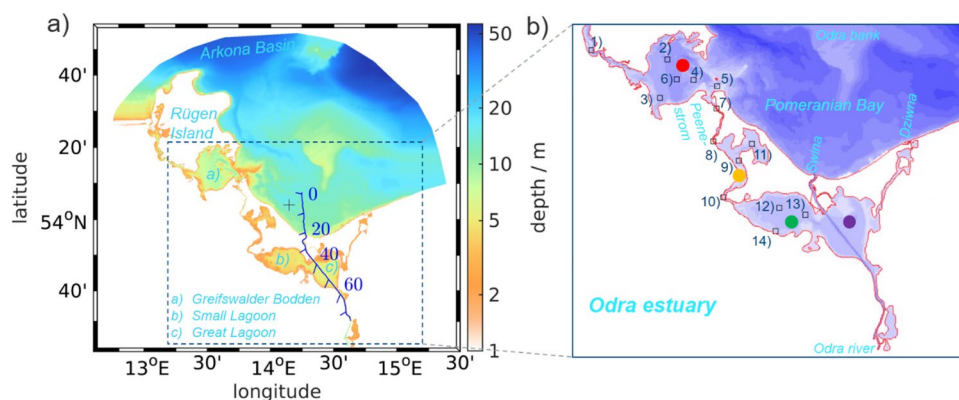 a)
Arkona Basin
Rügen
Island
a)
b)
c)
0
20
40
60
a) Greifswalder Bodden
b) Small Lagoon
c) Great Lagoon
40'
20'
54°N
40'
latitude
13°E
30'
14°E
30'
15°E
30'
longitude
50
20
10
5
2
1
depth / m
b)
Odra bank
1)
2)
6)
4)
5)
3)
7)
Peene-
strom
Pomeranian Bay
Swina
Dziwna
8)
11)
9)
10)
12)
13)
14)
Odra estuary
Odra river